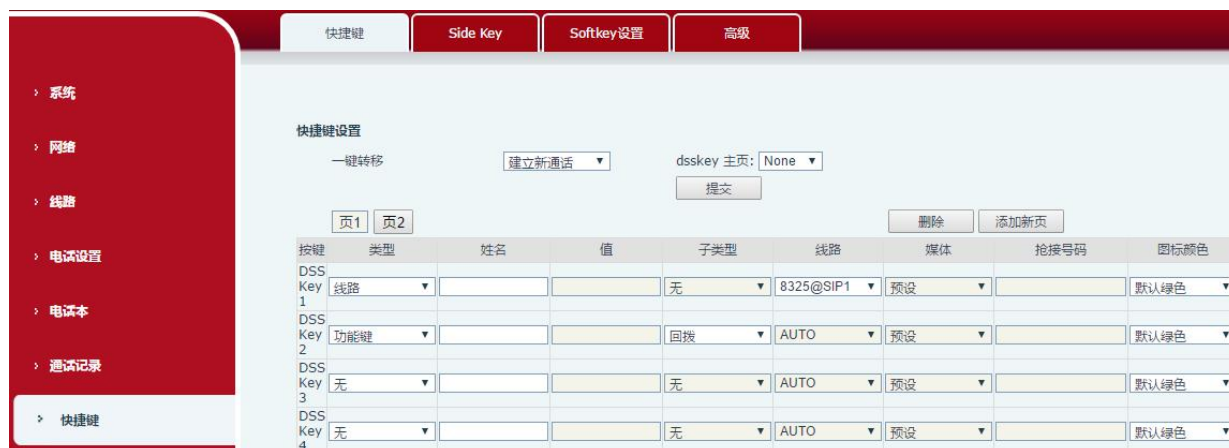 快捷键
Side Key
Softkey设置
高级
系统
网络
线路
电话设置
电话本
通话记录
快捷键
快捷键设置
一键转移 建立新通话 dsskey 主页: None
提交
页1 页2 删除 添加新页
按键 类型 姓名 值 子类型 线路 媒体 抢接号码 图标颜色
DSS Key 1 线路 无 8325@SIP1 预设 默认绿色
DSS Key 2 功能键 回拨 AUTO 预设 默认绿色
DSS Key 3 无 无 AUTO 预设 默认绿色
DSS Key 4 无 无 AUTO 预设 默认绿色